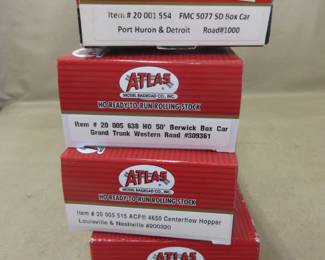 Item # 20 001 554 FMC 5077 SD Box Car
Port Huron & Detroit Road#1000
ATLAS
MODEL RAILROAD CO., INC.
HO READY TO RUN ROLLING STOCK
Item # 20 005 638 HO 50' Berwick Box Car
Grand Trunk Western Road #309361
ATLAS
MODEL RAILROAD CO., INC.
HO READY TO RUN ROLLING STOCK
Item # 20 005 515 ACF® 4650 Centerflow Hopper
Louisville & Nashville #200320
ATLAS